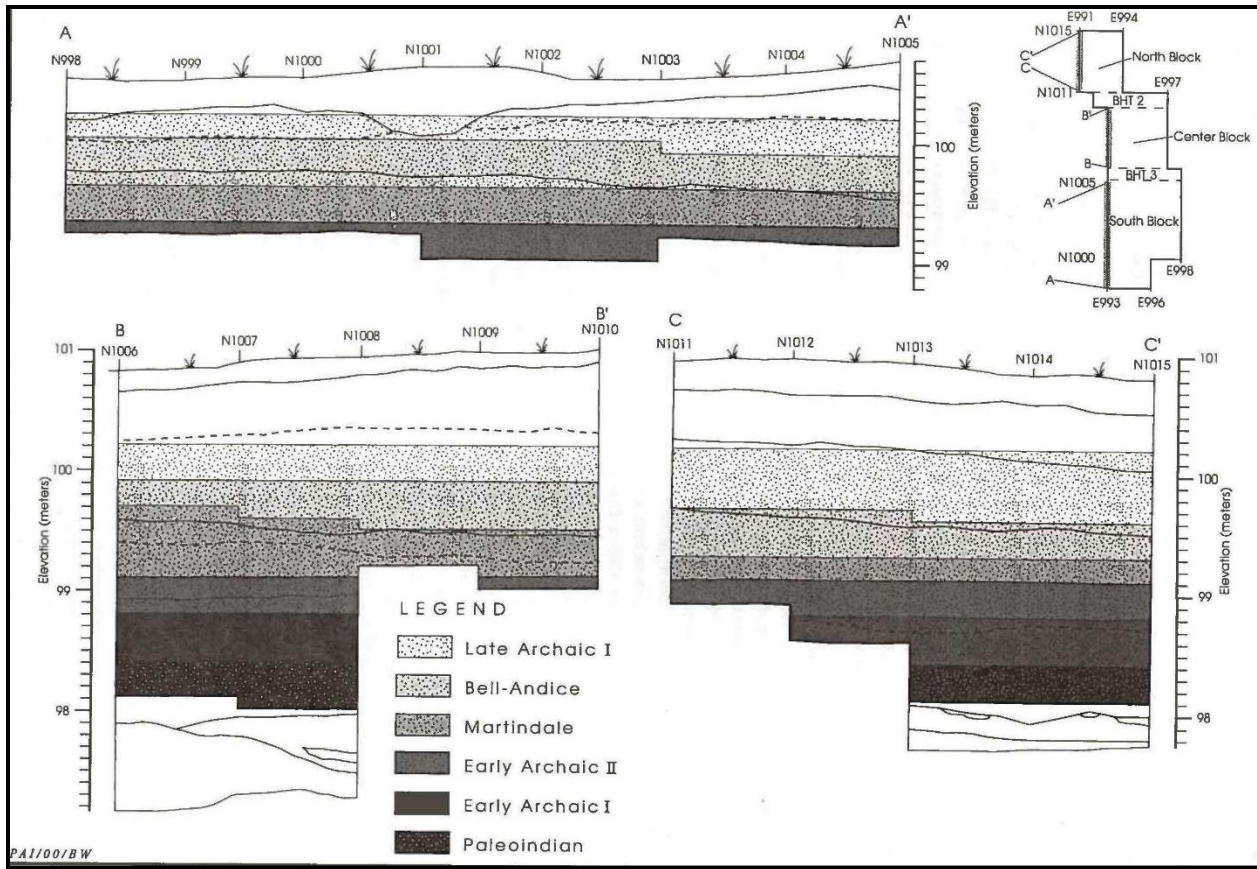 A
A'
N998
N999
N1000
N1001
N1002
N1003
N1004
N1005
100
99
Elevation (meters)
E991
E994
N1015
C'
C
North Block
N1011
E997
BHT 2
B'
Center Block
B
BHT 3
N1005
A'
South Block
N1000
A
E998
E993
E996
B
B'
N1006
N1007
N1008
N1009
N1010
101
100
99
98
Elevation (meters)
C
C'
N1011
N1012
N1013
N1014
N1015
101
100
99
98
Elevation (meters)
LEGEND
Late Archaic I
Bell-Andice
Martindale
Early Archaic II
Early Archaic I
Paleoindian
PAI/00/BW